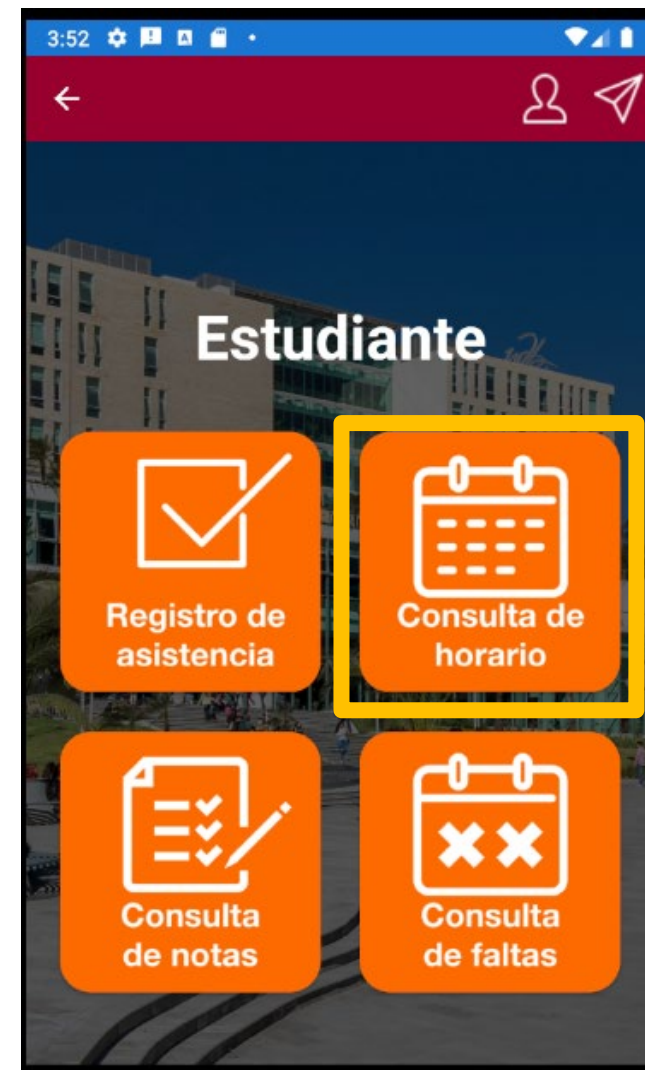 3:52
Estudiante
Registro de
asistencia
Consulta de
horario
Consulta
de notas
Consulta
de faltas